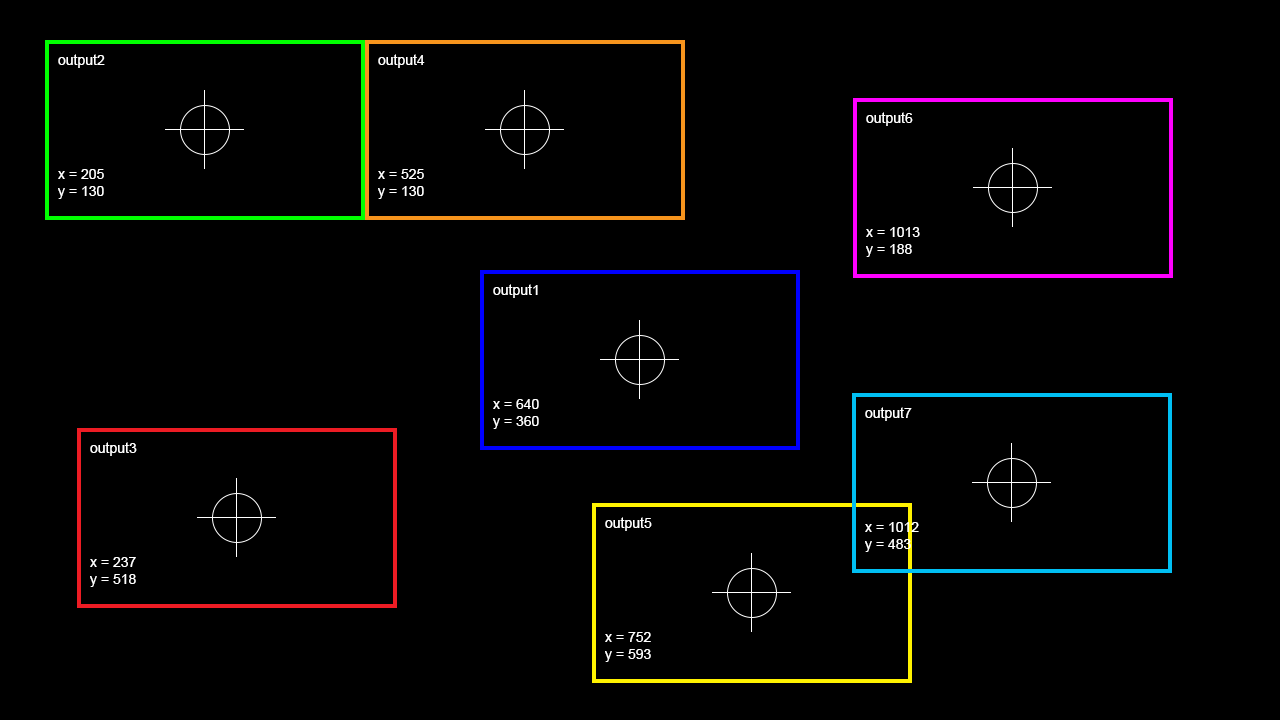 output2
x = 205
y = 130
output4
x = 525
y = 130
output6
x = 1013
y = 188
output1
x = 640
y = 360
output7
x = 1012
y = 483
output3
x = 237
y = 518
output5
x = 752
y = 593